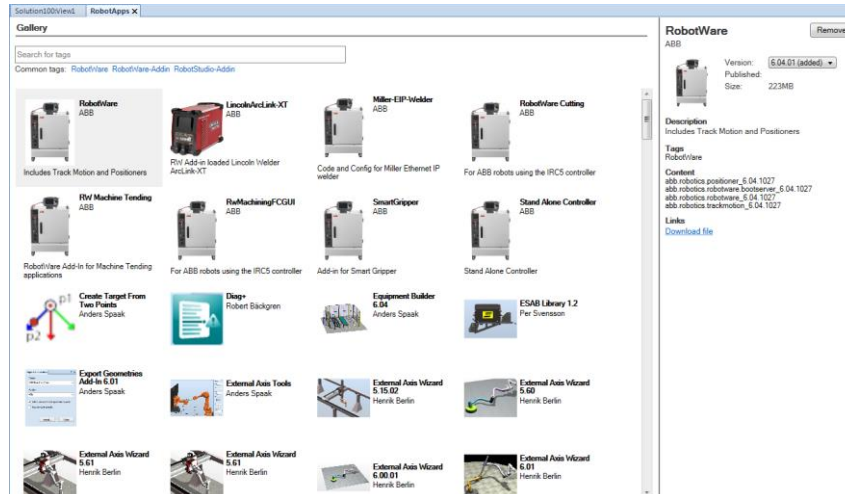 Solution100:View1 RobotApps X
Gallery
Search for tags
Common tags: RobotWare RobotWare-Addin RobotStudio-Addin
RobotWare
ABB
Includes Track Motion and Positioners
LincolnArcLink-XT
ABB
RW Add-in loaded Lincoln Welder
ArcLink-XT
Miller-EIP-Welder
ABB
Code and Config for Miller Ethernet IP
welder
RobotWare Cutting
ABB
For ABB robots using the IRC5 controller
RW Machine Tending
ABB
RobotWare Add-In for Machine Tending
applications
RwMachiningFCGUI
ABB
For ABB robots using the IRC5 controller
SmartGripper
ABB
Add-in for Smart Gripper
Stand Alone Controller
ABB
Stand Alone Controller
p1
p2
Create Target From
Two Points
Anders Spaak
Diag+
Robert Bäckgren
Equipment Builder
6.04
Anders Spaak
ESAB Library 1.2
Per Svensson
Export Geometries
Add-In 6.01
Anders Spaak
External Axis Tools
Anders Spaak
External Axis Wizard
5.15.02
Henrik Berlin
External Axis Wizard
5.60
Henrik Berlin
External Axis Wizard
5.61
Henrik Berlin
External Axis Wizard
5.61
Henrik Berlin
External Axis Wizard
6.00.01
Henrik Berlin
External Axis Wizard
6.01
Henrik Berlin
RobotWare
Remove
ABB
Version: 6.04.01 (added)
Published:
Size: 223MB
Description
Includes Track Motion and Positioners
Tags
RobotWare
Content
abb.robotics.positioner_6.04.1027
abb.robotics.robotware.bootserver_6.04.1027
abb.robotics.robotware_6.04.1027
abb.robotics.trackmotion_6.04.1027
Links
Download file